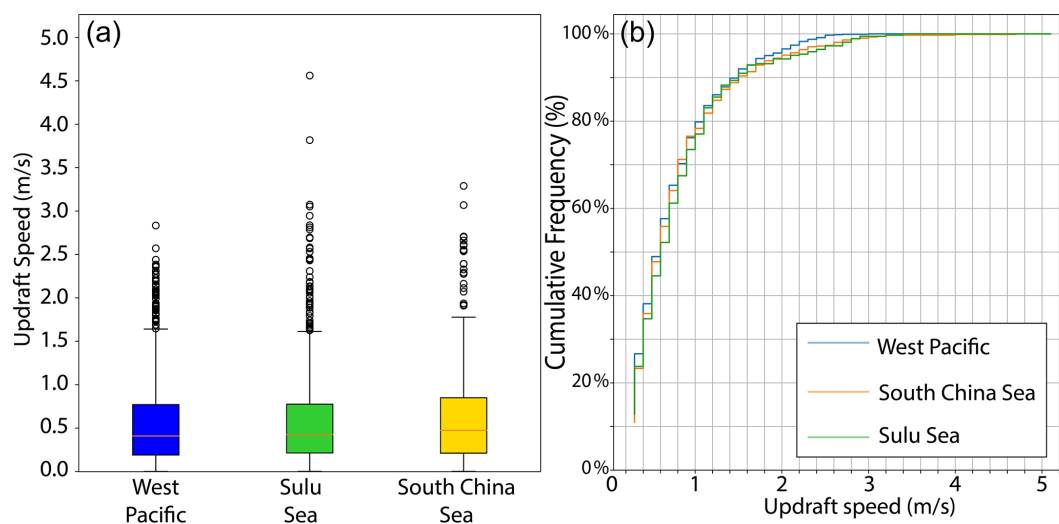 (a)
Updraft Speed (m/s)
5.0
4.5
4.0
3.5
3.0
2.5
2.0
1.5
1.0
0.5
0.0
West
Pacific
Sulu
Sea
South China
Sea
(b)
Cumulative Frequency (%)
100%
80%
60%
40%
20%
0%
0 1 2 3 4 5
Updraft speed (m/s)
West Pacific
South China Sea
Sulu Sea